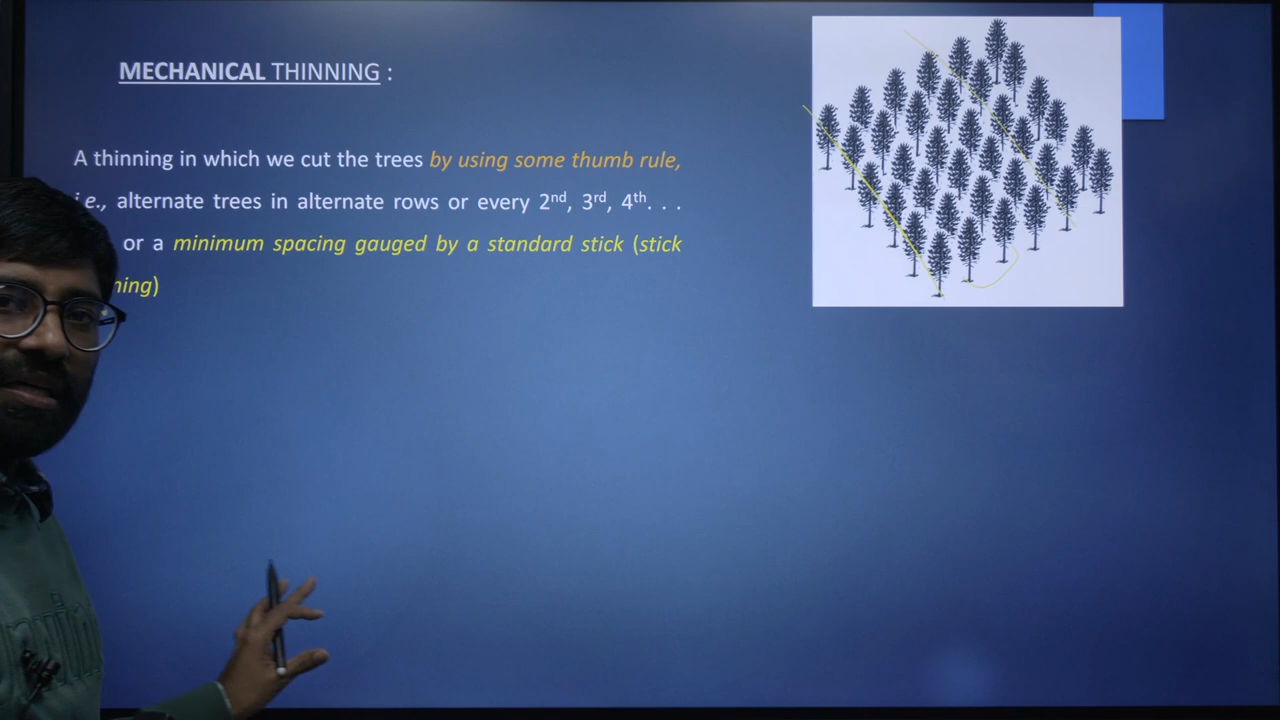 MECHANICAL THINNING :
A thinning in which we cut the trees by using some thumb rule,
i.e., alternate trees in alternate rows or every 2nd, 3rd, 4th. . .
or a minimum spacing gauged by a standard stick (stick